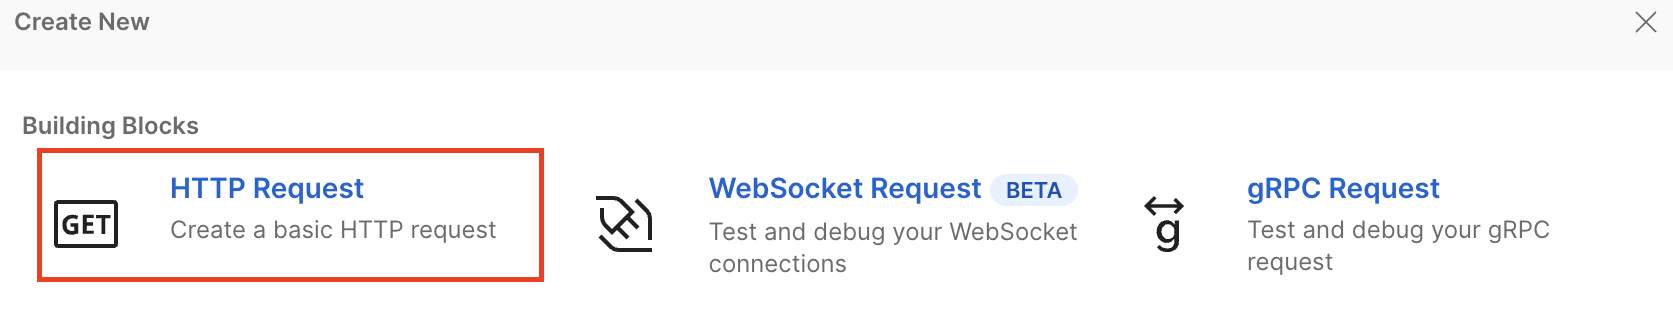 Create New
Building Blocks
GET
HTTP Request
Create a basic HTTP request
WebSocket Request BETA
Test and debug your WebSocket
connections
g
gRPC Request
Test and debug your gRPC
request